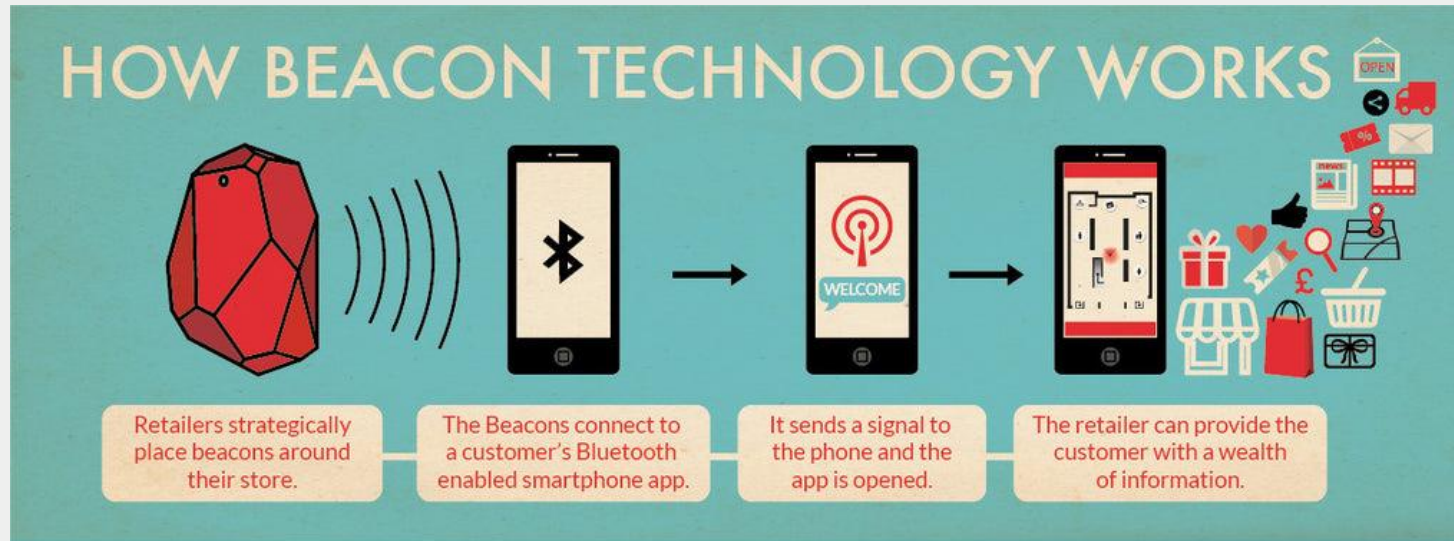 HOW BEACON TECHNOLOGY WORKS
OPEN
%
news
WELCOME
£
Retailers strategically
place beacons around
their store.
The Beacons connect to
a customer's Bluetooth
enabled smartphone app.
It sends a signal to
the phone and the
app is opened.
The retailer can provide the
customer with a wealth
of information.